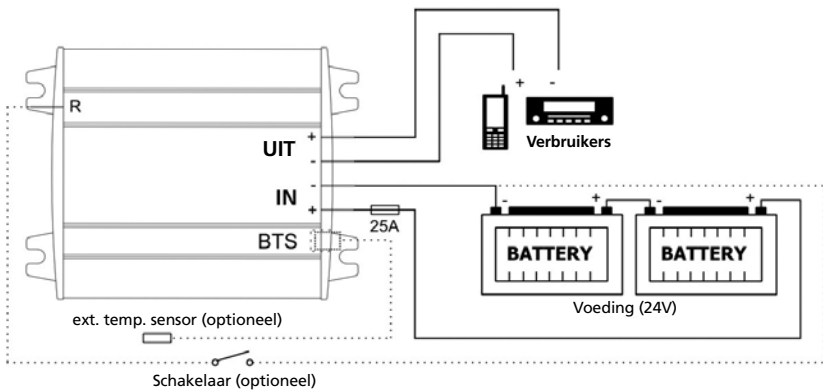 R
+
UIT
-
+ -
Verbruikers
-
IN
+
25A
BTS
- + - +
BATTERY BATTERY
Voeding (24V)
ext. temp. sensor (optioneel)
Schakelaar (optioneel)